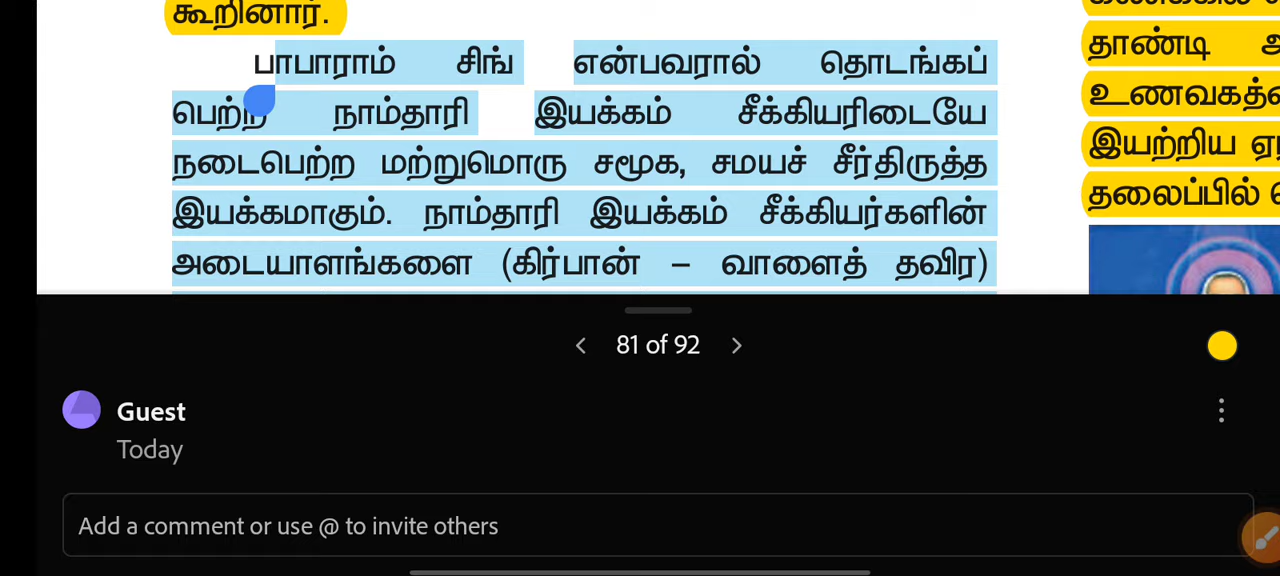 கூறினார்.
பாபாராம் சிங் என்பவரால் தொடங்கப்
பெற்ற நாம்தாரி இயக்கம் சீக்கியரிடையே
நடைபெற்ற மற்றுமொரு சமூக, சமயச் சீர்திருத்த
இயக்கமாகும். நாம்தாரி இயக்கம் சீக்கியர்களின்
அடையாளங்களை (கிர்பான் – வாளைத் தவிர)
தாண்டி
இயற்றிய
தலைப்பில்
81 of 92
Guest
Today
Add a comment or use @ to invite others